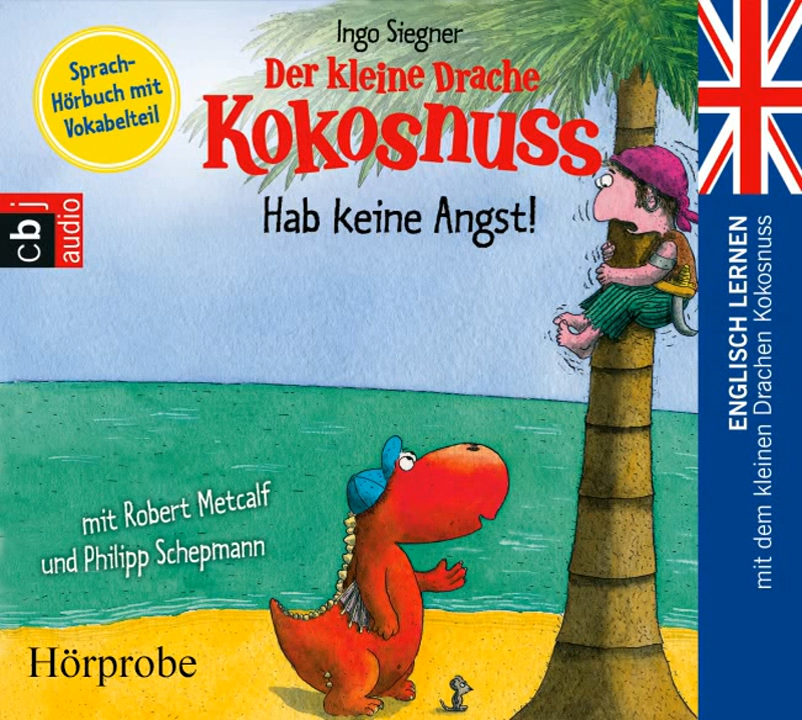 Ingo Siegner
Der kleine Drache
Kokosnuss
Hab keine Angst!
Sprach-
Hörbuch mit
Vokabelteil
cbj
audio
mit Robert Metcalf
und Philipp Schepmann
Hörprobe
ENGLISCH LERNEN
mit dem kleinen Drachen Kokosnuss